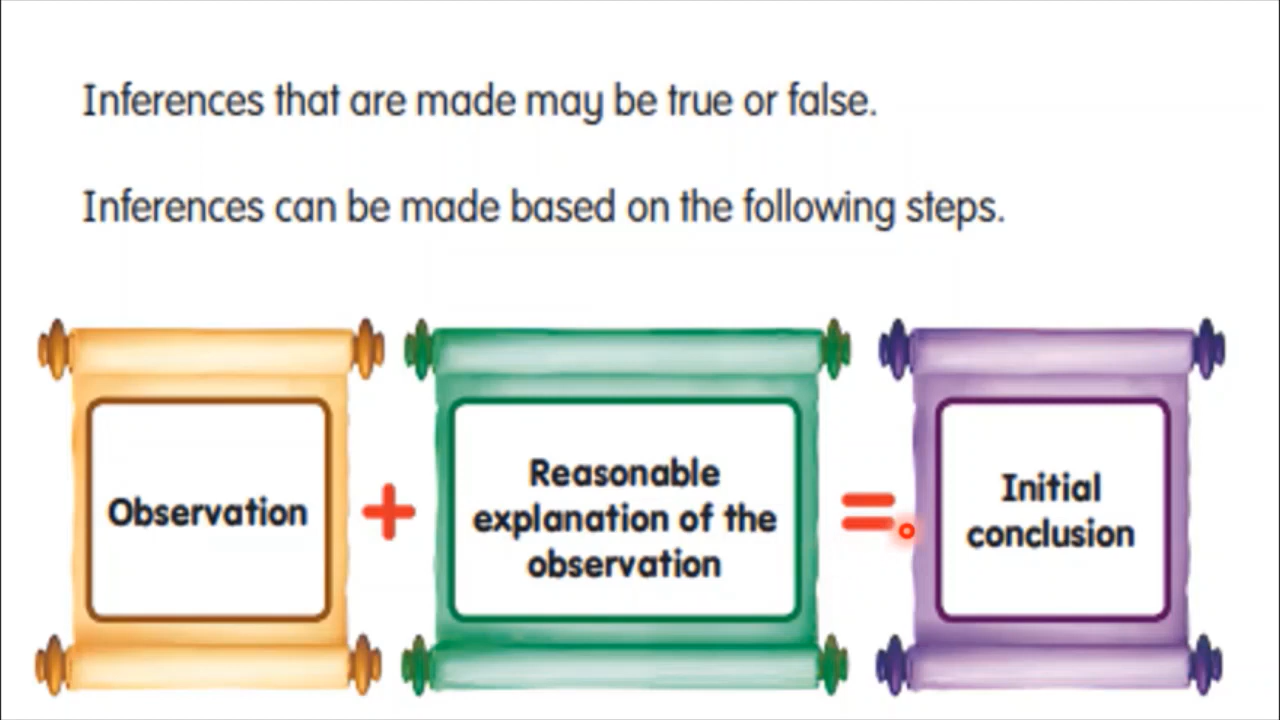 Inferences that are made may be true or false.
Inferences can be made based on the following steps.
Observation
+
Reasonable
explanation of the
observation
=
Initial
conclusion